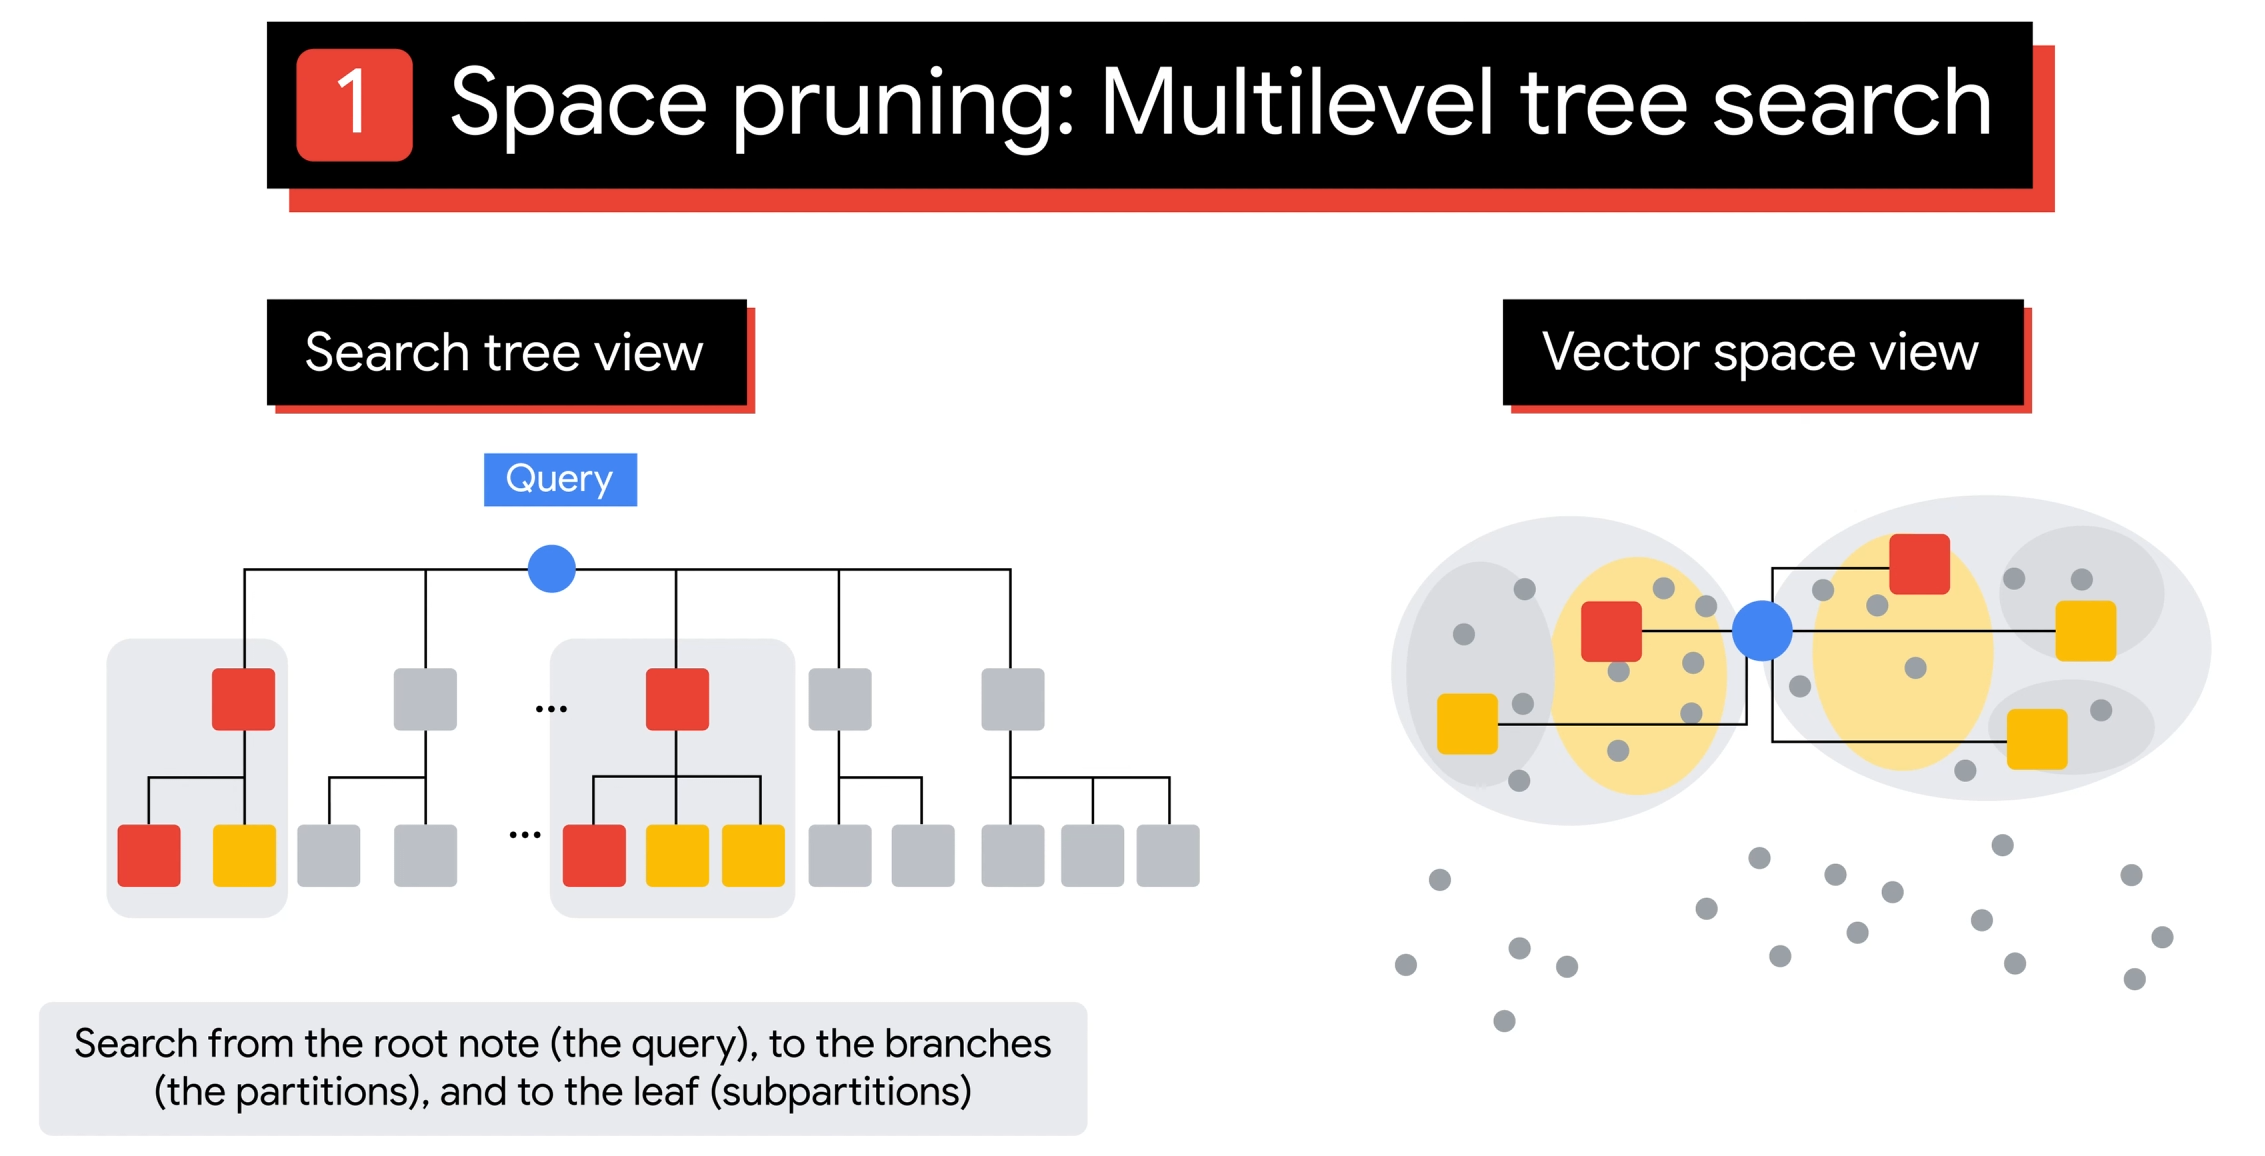 1 Space pruning: Multilevel tree search
Search tree view
Vector space view
Query
...
...
Search from the root note (the query), to the branches
(the partitions), and to the leaf (subpartitions)